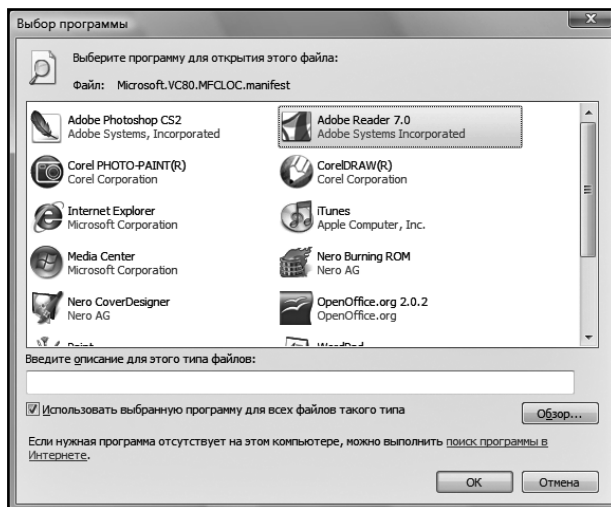 Выбор программы
Выберите программу для открытия этого файла:
Файл: Microsoft.VC80.MFCLOC.manifest
Adobe Photoshop CS2
Adobe Systems, Incorporated
Adobe Reader 7.0
Adobe Systems Incorporated
Corel PHOTO-PAINT(R)
Corel Corporation
CorelDRAW(R)
Corel Corporation
Internet Explorer
Microsoft Corporation
iTunes
Apple Computer, Inc.
Media Center
Microsoft Corporation
Nero Burning ROM
Nero AG
Nero CoverDesigner
Nero AG
OpenOffice.org 2.0.2
OpenOffice.org
Paint
WordPad
Введите описание для этого типа файлов:
Использовать выбранную программу для всех файлов такого типа
Обзор...
Если нужная программа отсутствует на этом компьютере, можно выполнить поиск программы в
Интернете.
ОК
Отмена